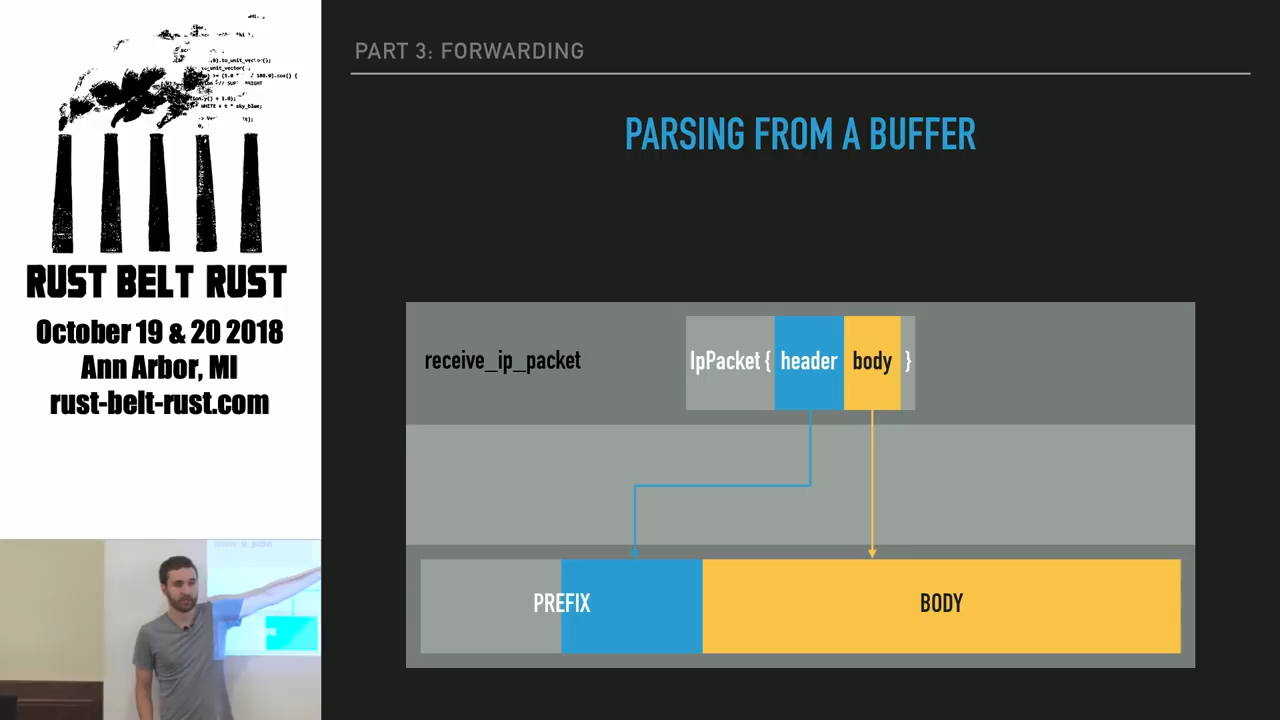 PART 3: FORWARDING
PARSING FROM A BUFFER
receive_ip_packet
IpPacket { header body }
PREFIX
BODY
RUST BELT RUST
October 19 & 20 2018
Ann Arbor, MI
rust-belt-rust.com